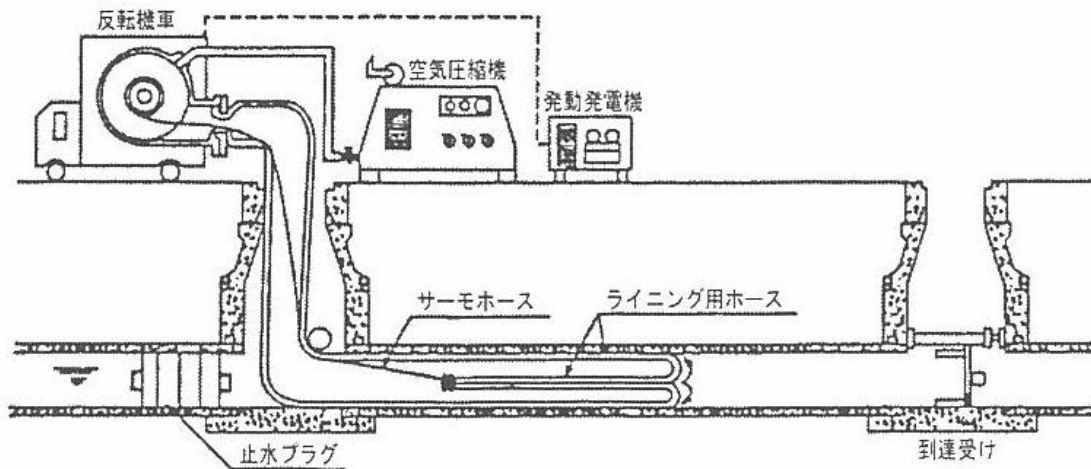 反転機車
空気圧縮機
発動発電機
サーモホース
ライニング用ホース
止水プラグ
到達受け